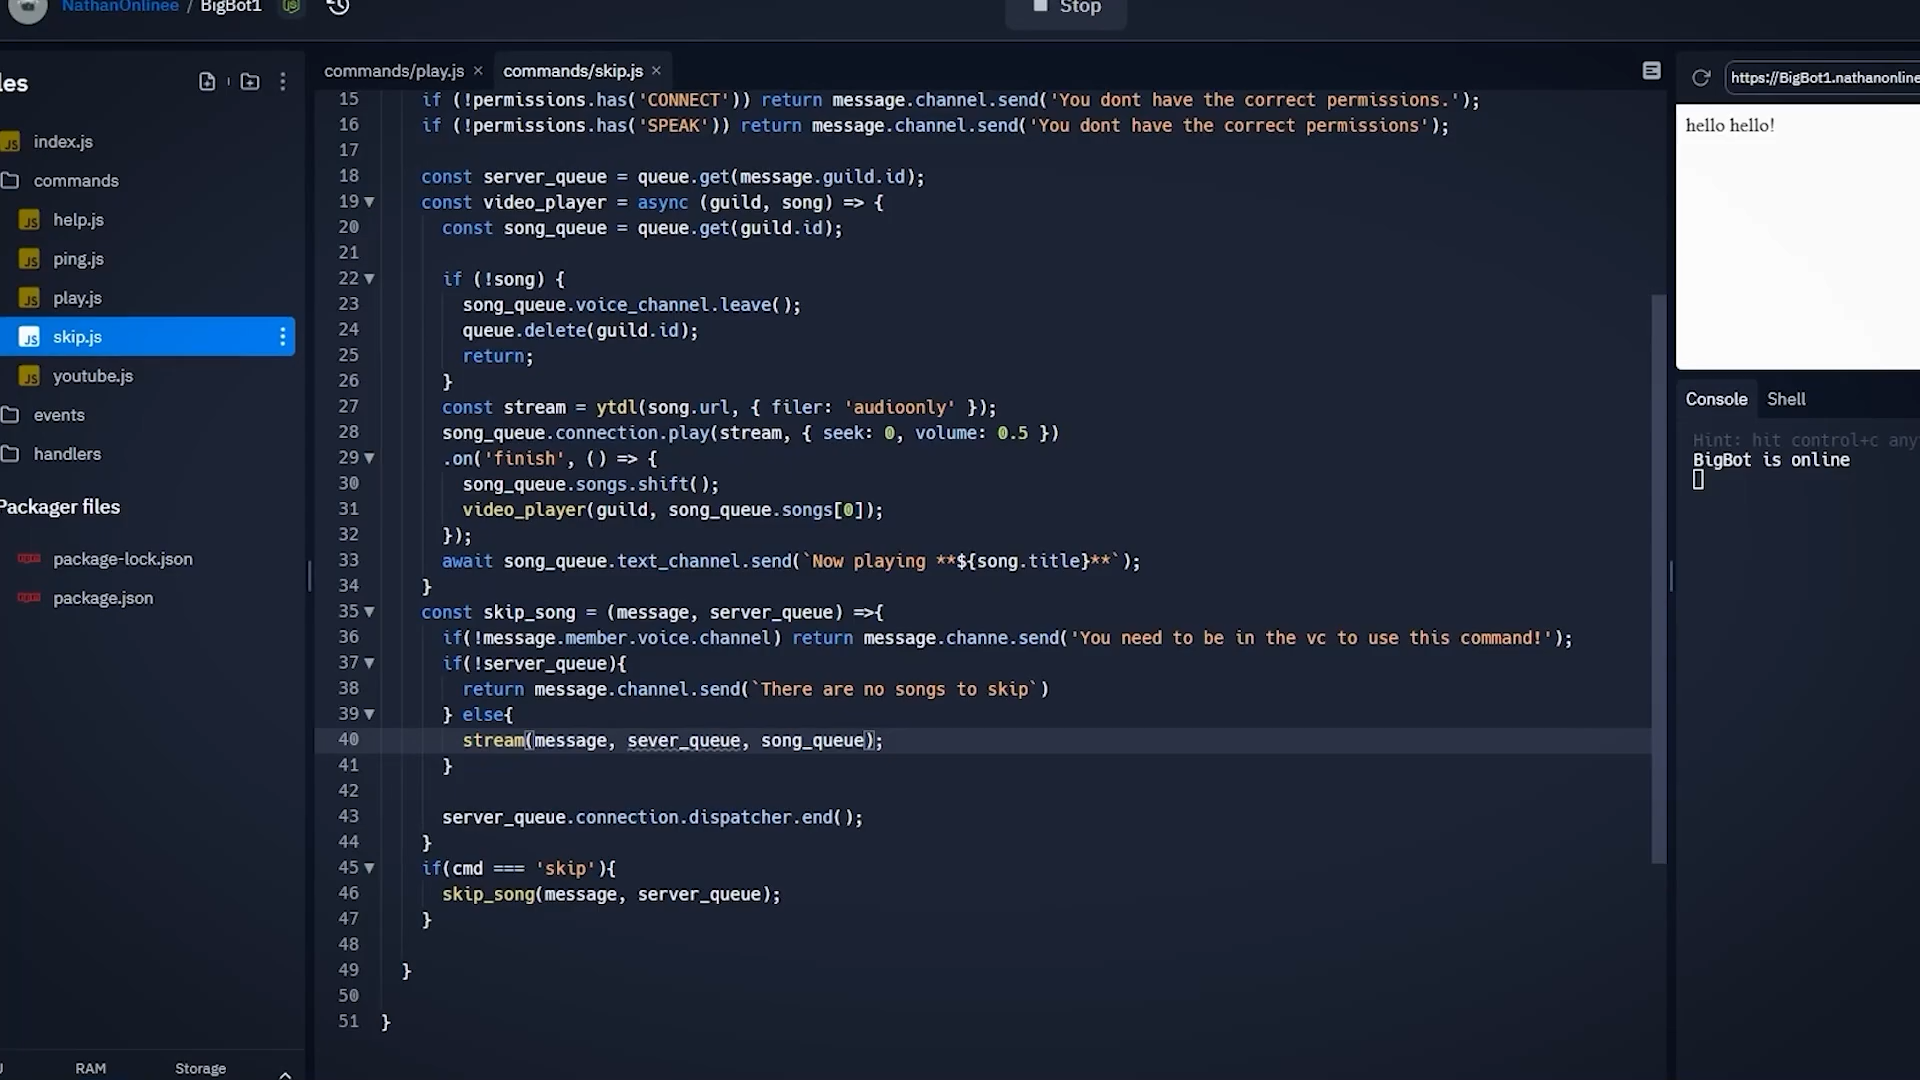 NathanOnlinee / BigBot1
Stop
les
commands/play.js ×
commands/skip.js ×
https://BigBot1.nathanonline
index.js
commands
help.js
ping.js
play.js
skip.js
youtube.js
events
handlers
Packager files
package-lock.json
package.json
RAM
Storage
15 if (!permissions.has('CONNECT')) return message.channel.send('You dont have the correct permissions.');
16 if (!permissions.has('SPEAK')) return message.channel.send('You dont have the correct permissions');
17
18 const server_queue = queue.get(message.guild.id);
19 const video_player = async (guild, song) => {
20 const song_queue = queue.get(guild.id);
21
22 if (!song) {
23 song_queue.voice_channel.leave();
24 queue.delete(guild.id);
25 return;
26 }
27 const stream = ytdl(song.url, { filer: 'audioonly' });
28 song_queue.connection.play(stream, { seek: 0, volume: 0.5 })
29 .on('finish', () => {
30 song_queue.songs.shift();
31 video_player(guild, song_queue.songs[0]);
32 });
33 await song_queue.text_channel.send(`Now playing **${song.title}**`);
34 }
35 const skip_song = (message, server_queue) =>{
36 if(!message.member.voice.channel) return message.channe.send('You need to be in the vc to use this command!');
37 if(!server_queue){
38 return message.channel.send(`There are no songs to skip`)
39 } else{
40 stream(message, sever_queue, song_queue);
41 }
42
43 server_queue.connection.dispatcher.end();
44 }
45 if(cmd === 'skip'){
46 skip_song(message, server_queue);
47 }
48
49 }
50
51 }
hello hello!
Console Shell
Hint: hit control+c any
BigBot is online